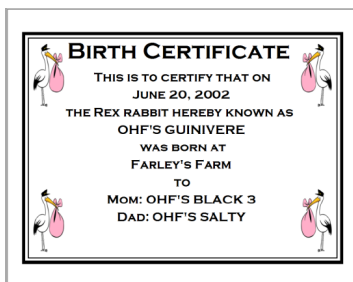 BIRTH CERTIFICATE
THIS IS TO CERTIFY THAT ON
JUNE 20, 2002
THE REX RABBIT HEREBY KNOWN AS
OHF'S GUINIVERE
WAS BORN AT
FARLEY'S FARM
TO
MOM: OHF'S BLACK 3
DAD: OHF'S SALTY